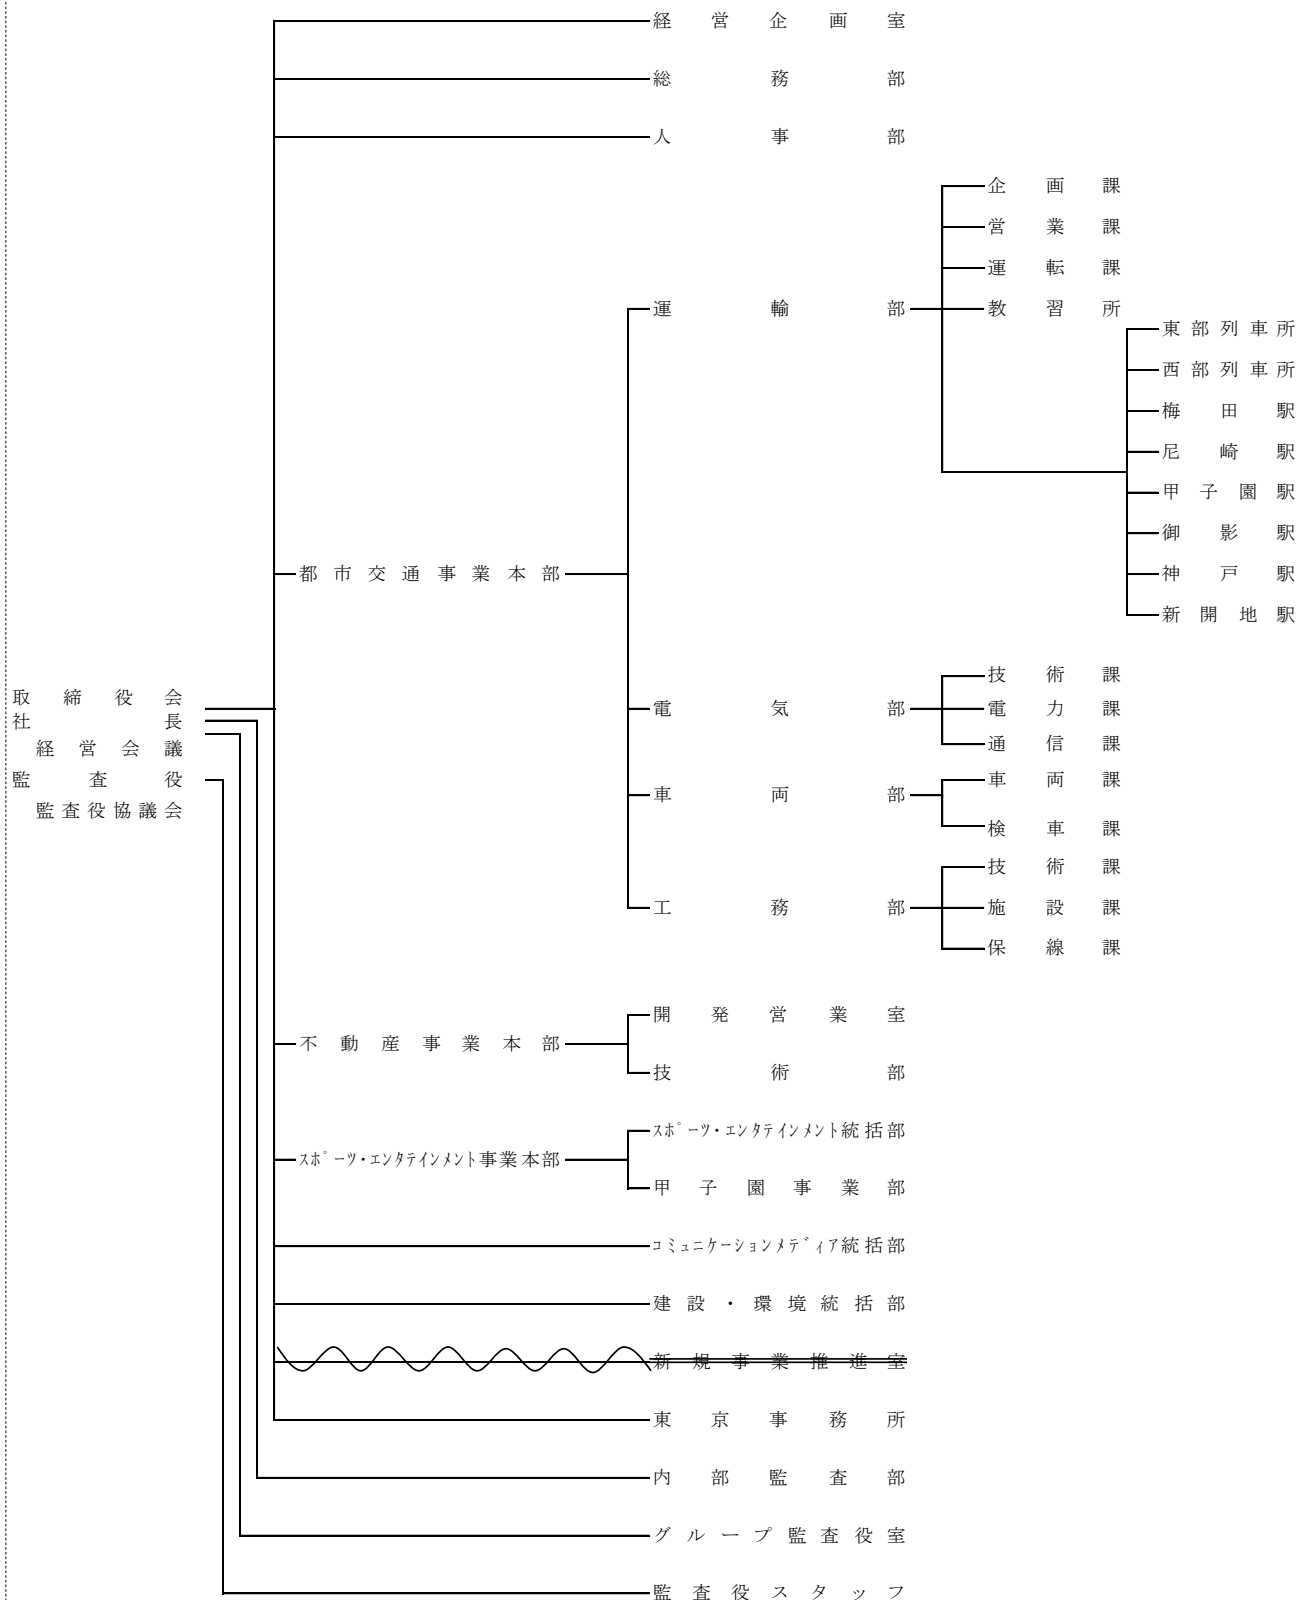 経営企画室
総務部
人事部
企画課
営業課
運転課
運輸部
教習所
東部列車所
西部列車所
梅田駅
尼崎駅
甲子園駅
御影駅
都市交通事業本部
神戸駅
新開地駅
取締役会
社長
経営会議
監査役
監査役協議会
技術課
電気部
電力課
通信課
車両課
車両部
検車課
技術課
工務部
施設課
保線課
開発営業室
不動産事業本部
技術部
スポーツ・エンタテインメント統括部
スポーツ・エンタテインメント事業本部
甲子園事業部
コミュニケーションメディア統括部
建設・環境統括部
新規事業推進室
東京事務所
内部監査部
グループ監査役室
監査役スタッフ